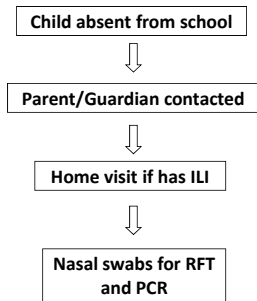 Child absent from school
Parent/Guardian contacted
Home visit if has ILI
Nasal swabs for RFT
and PCR